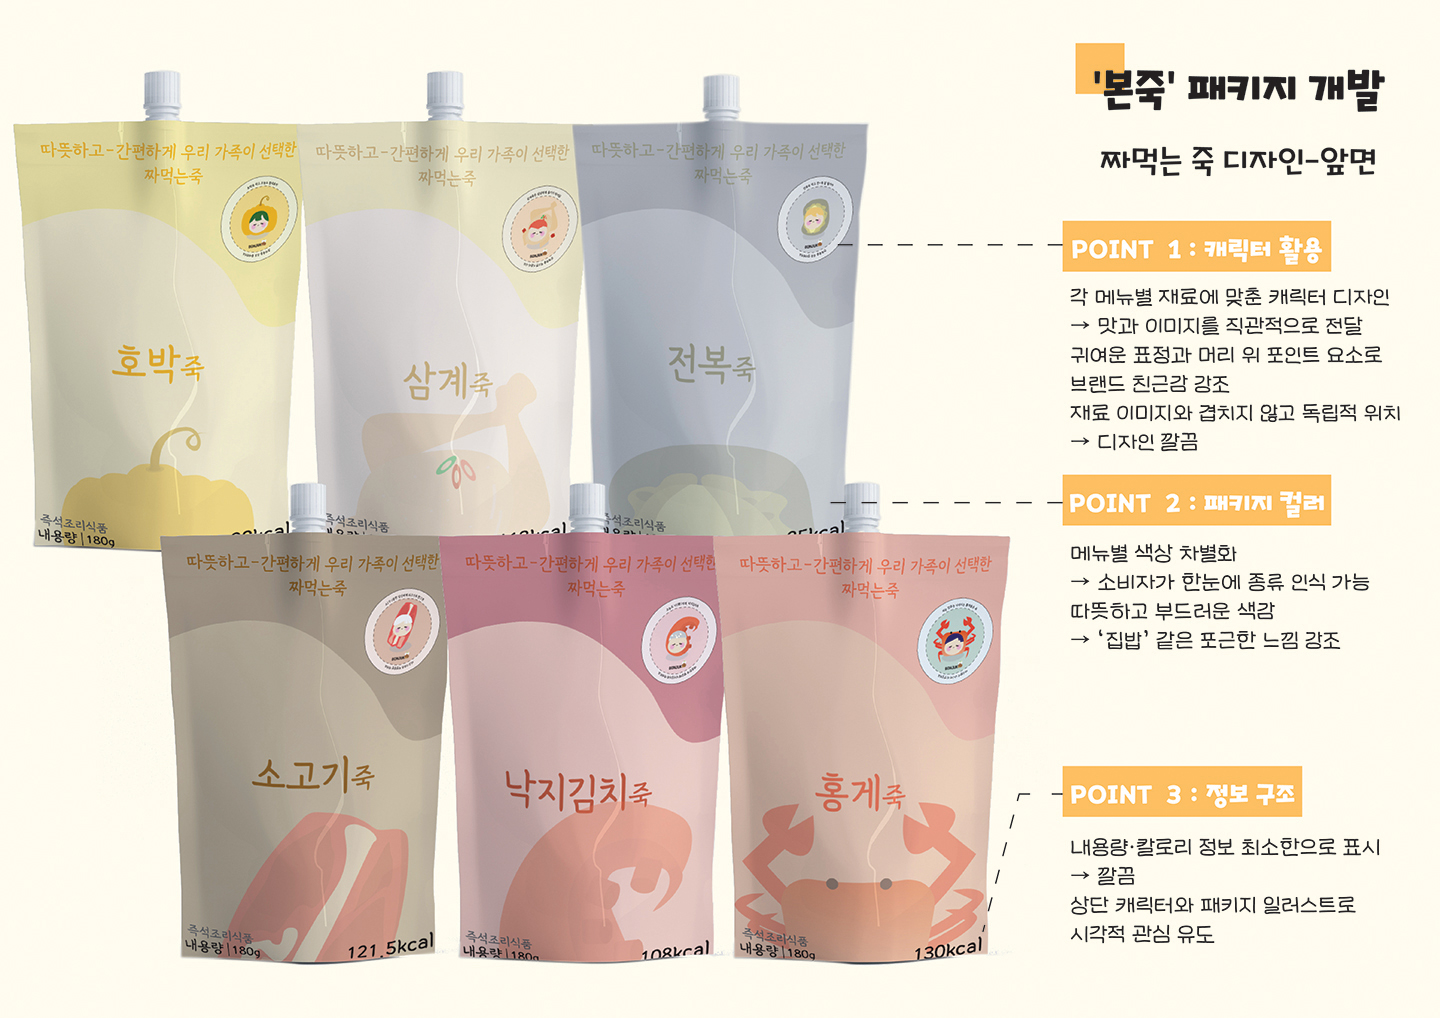 '본죽' 패키지 개발
짜먹는 죽 디자인-앞면
따뜻하고-간편하게 우리 가족이 선택한
짜먹는죽
호박죽
즉석조리식품
내용량 | 180g
따뜻하고-간편하게 우리 가족이 선택한
짜먹는죽
삼계죽
즉석조리식품
따뜻하고-간편하게 우리 가족이 선택한
짜먹는죽
전복죽
즉석조리식품
따뜻하고-간편하게 우리 가족이 선택한
짜먹는죽
소고기죽
즉석조리식품
내용량 | 180g
121.5kcal
따뜻하고-간편하게 우리 가족이 선택한
짜먹는죽
낙지김치죽
즉석조리식품
내용량 | 180g
108kcal
따뜻하고-간편하게 우리 가족이 선택한
짜먹는죽
홍게죽
즉석조리식품
내용량 | 180g
130kcal
POINT 1 : 캐릭터 활용
각 메뉴별 재료에 맞춘 캐릭터 디자인
→ 맛과 이미지를 직관적으로 전달
귀여운 표정과 머리 위 포인트 요소로
브랜드 친근감 강조
재료 이미지와 겹치지 않고 독립적 위치
→ 디자인 깔끔
POINT 2 : 패키지 컬러
메뉴별 색상 차별화
→ 소비자가 한눈에 종류 인식 가능
따뜻하고 부드러운 색감
→ '집밥' 같은 포근한 느낌 강조
POINT 3 : 정보 구조
내용량·칼로리 정보 최소한으로 표시
→ 깔끔
상단 캐릭터와 패키지 일러스트로
시각적 관심 유도